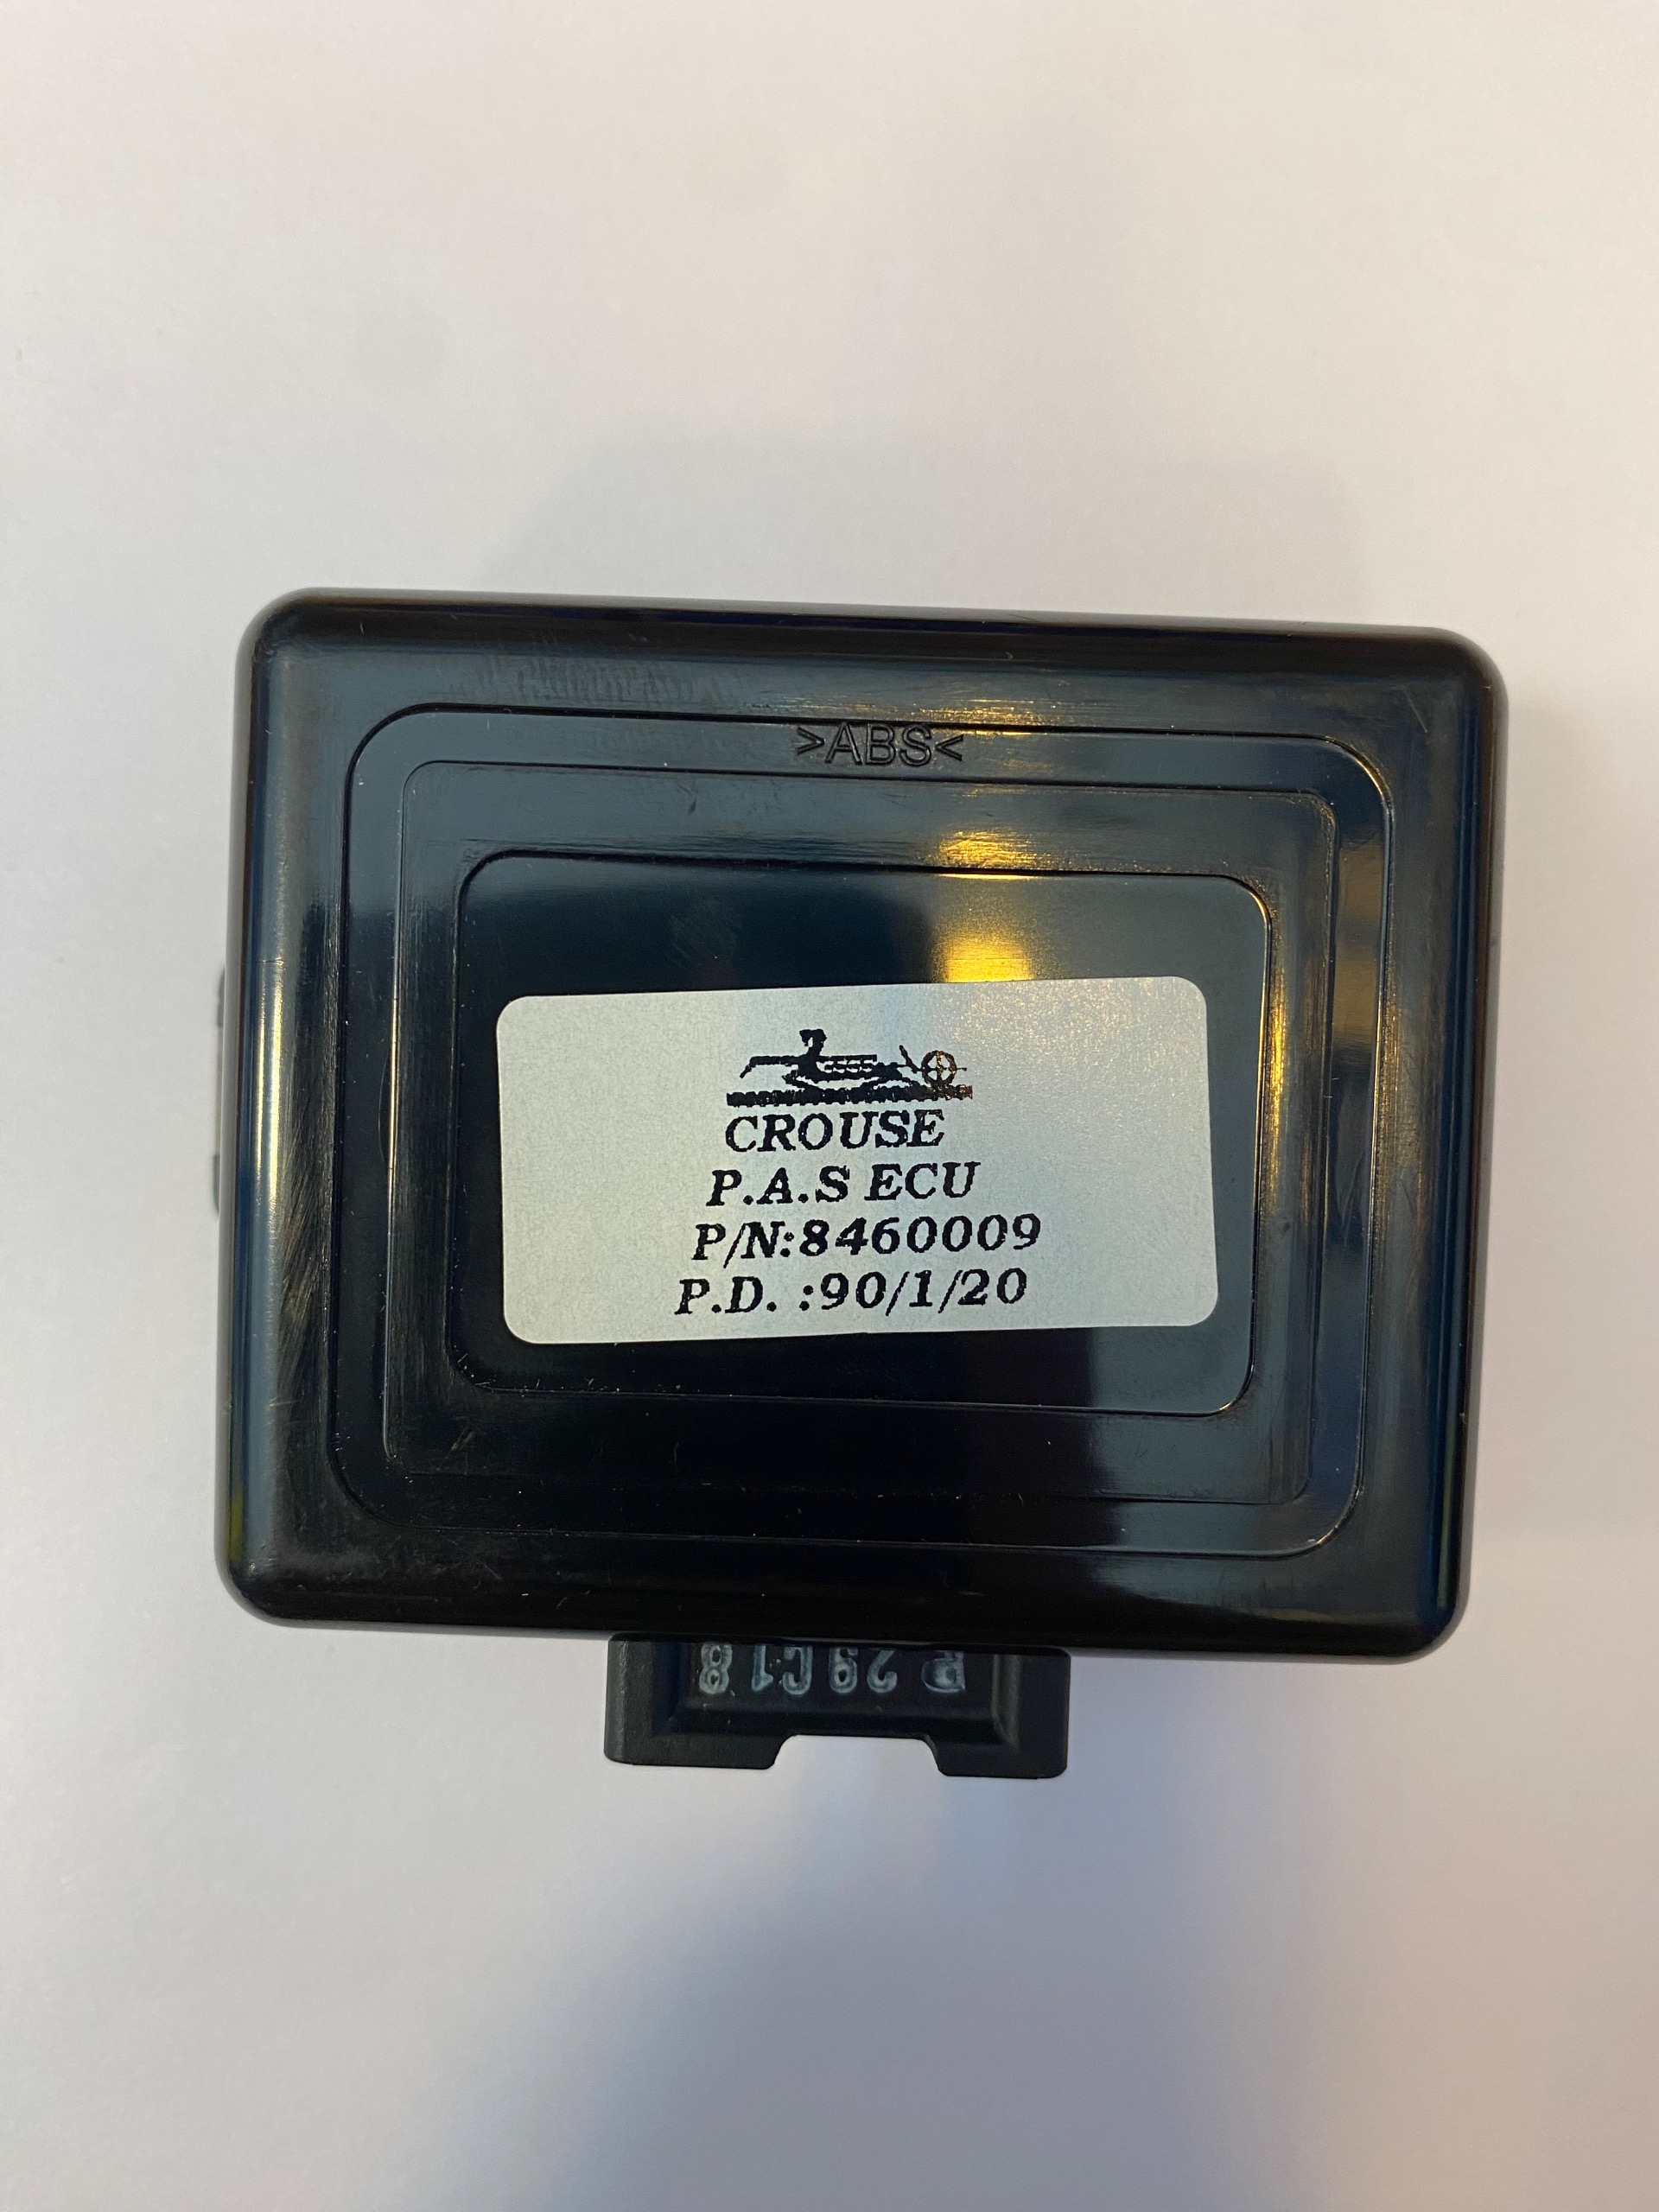 >ABS<
CROUSE
P.A.S ECU
P/N:8460009
P.D. :90/1/20
P 29C18